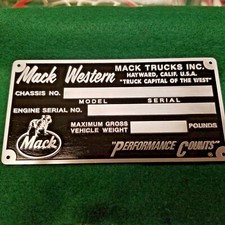 Mack Western
MACK TRUCKS INC.
HAYWARD, CALIF. U.S.A.
"TRUCK CAPITAL OF THE WEST"
CHASSIS NO.
MODEL SERIAL
ENGINE SERIAL NO.
MAXIMUM GROSS
VEHICLE WEIGHT POUNDS
Mack
"PERFORMANCE COUNTS"